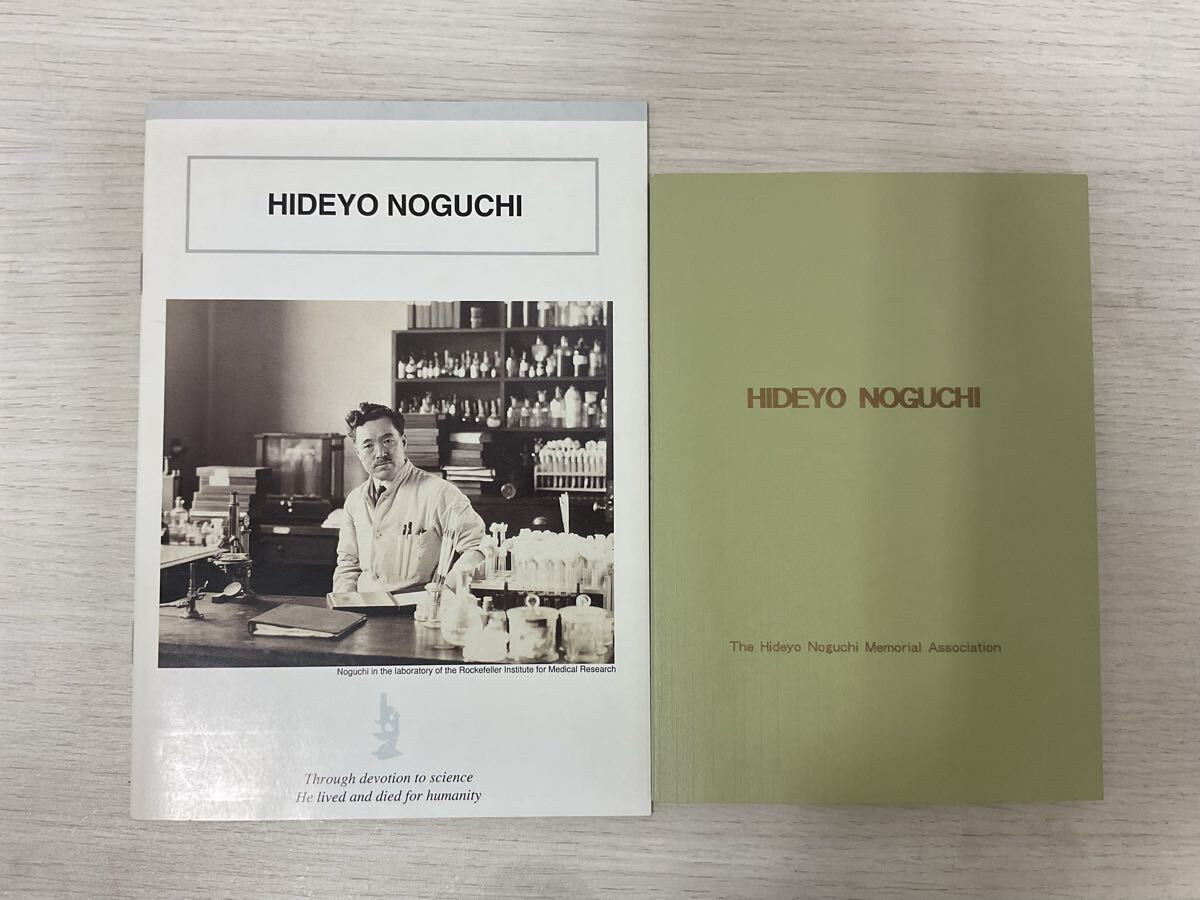 HIDEYO NOGUCHI
Noguchi in the laboratory of the Rockefeller Institute for Medical Research
Through devotion to science
He lived and died for humanity
HIDEYO NOGUCHI
The Hideyo Noguchi Memorial Association